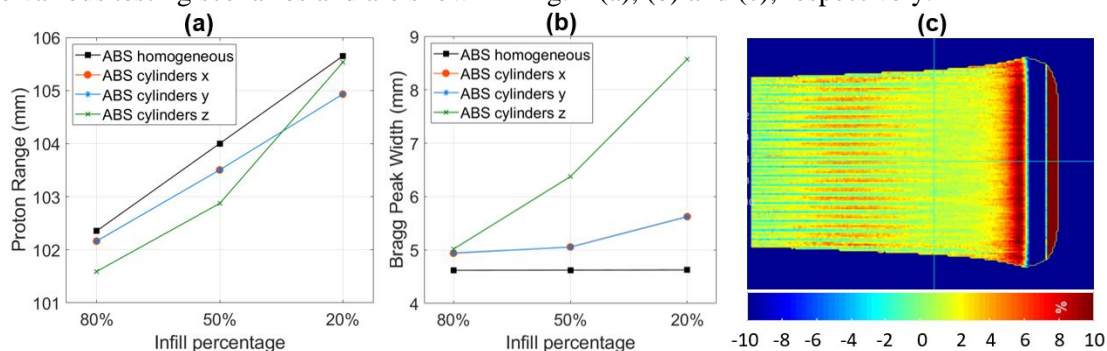 (a)
(b)
(c)
106
105
104
103
102
101
Proton Range (mm)
ABS homogeneous
ABS cylinders x
ABS cylinders y
ABS cylinders z
80%
50%
20%
Infill percentage
9
8
7
6
5
4
Bragg Peak Width (mm)
ABS homogeneous
ABS cylinders x
ABS cylinders y
ABS cylinders z
80%
50%
20%
Infill percentage
%
-10 -8 -6 -4 -2 0 2 4 6 8 10